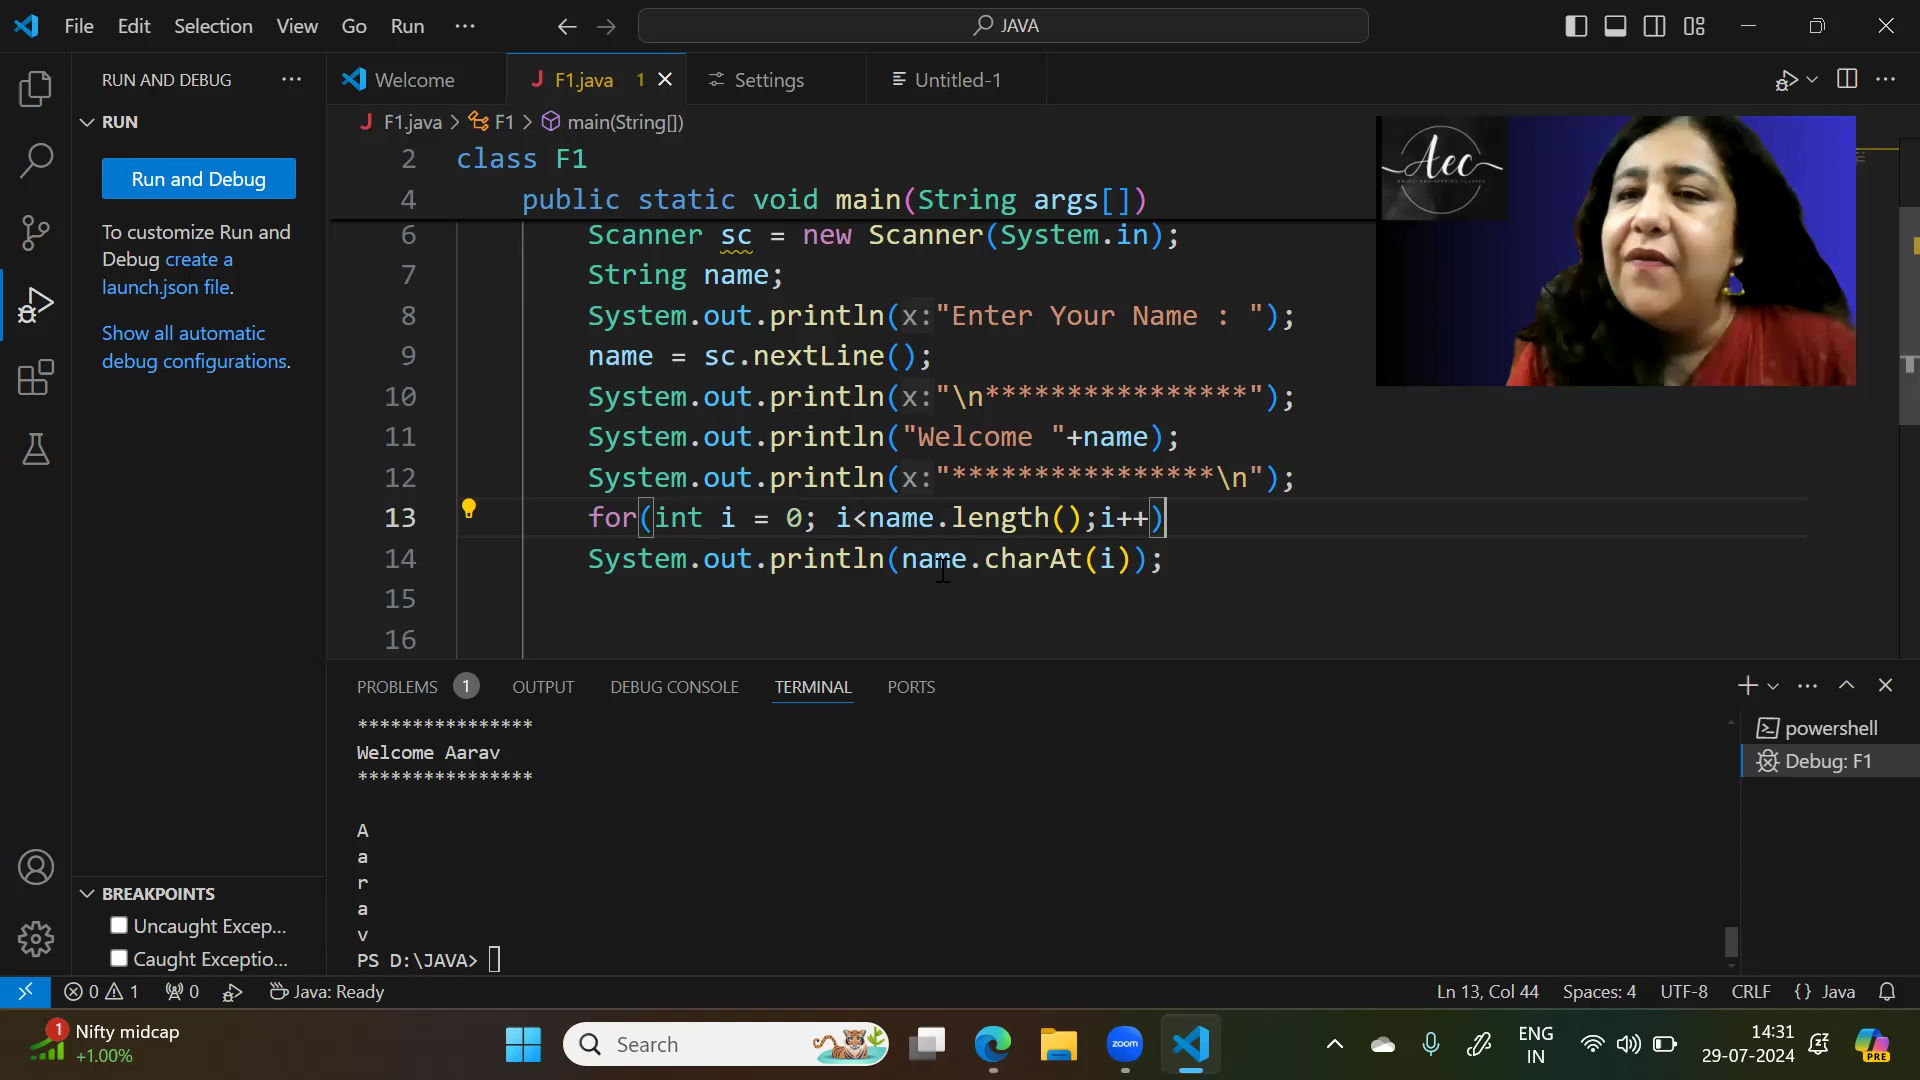 File Edit Selection View Go Run ··· JAVA
RUN AND DEBUG ···
RUN
Run and Debug
To customize Run and
Debug create a
launch.json file.
Show all automatic
debug configurations.
BREAKPOINTS
Uncaught Excep...
Caught Exceptio...
Welcome F1.java 1 Settings Untitled-1
F1.java > F1 > main(String[])
2 class F1
4 public static void main(String args[])
6 Scanner sc = new Scanner(System.in);
7 String name;
8 System.out.println(x:"Enter Your Name : ");
9 name = sc.nextLine();
10 System.out.println(x:"\n****************");
11 System.out.println("Welcome "+name);
12 System.out.println(x:"****************\n");
13 for(int i = 0; i<name.length();i++)
14 System.out.println(name.charAt(i));
15
16
Aec
PROBLEMS 1 OUTPUT DEBUG CONSOLE TERMINAL PORTS
****************
Welcome Aarav
****************
A
a
r
a
v
PS D:\JAVA>
powershell
Debug: F1
0 1 0 Java: Ready Ln 13, Col 44 Spaces: 4 UTF-8 CRLF {} Java
1 Nifty midcap
+1.00%
Search
zoom
ENG
IN
14:31
29-07-2024
PRE